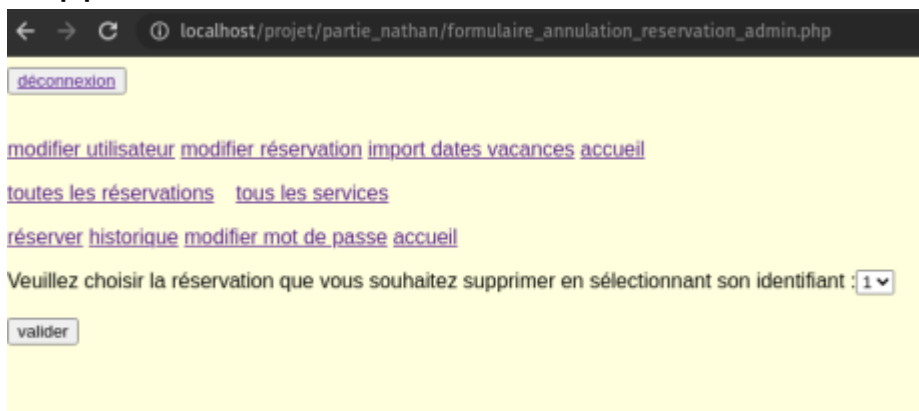 localhost/projet/partie_nathan/formulaire_annulation_reservation_admin.php
déconnexion
modifier utilisateur modifier réservation import dates vacances accueil
toutes les réservations tous les services
réserver historique modifier mot de passe accueil
Veuillez choisir la réservation que vous souhaitez supprimer en sélectionnant son identifiant : 1
valider